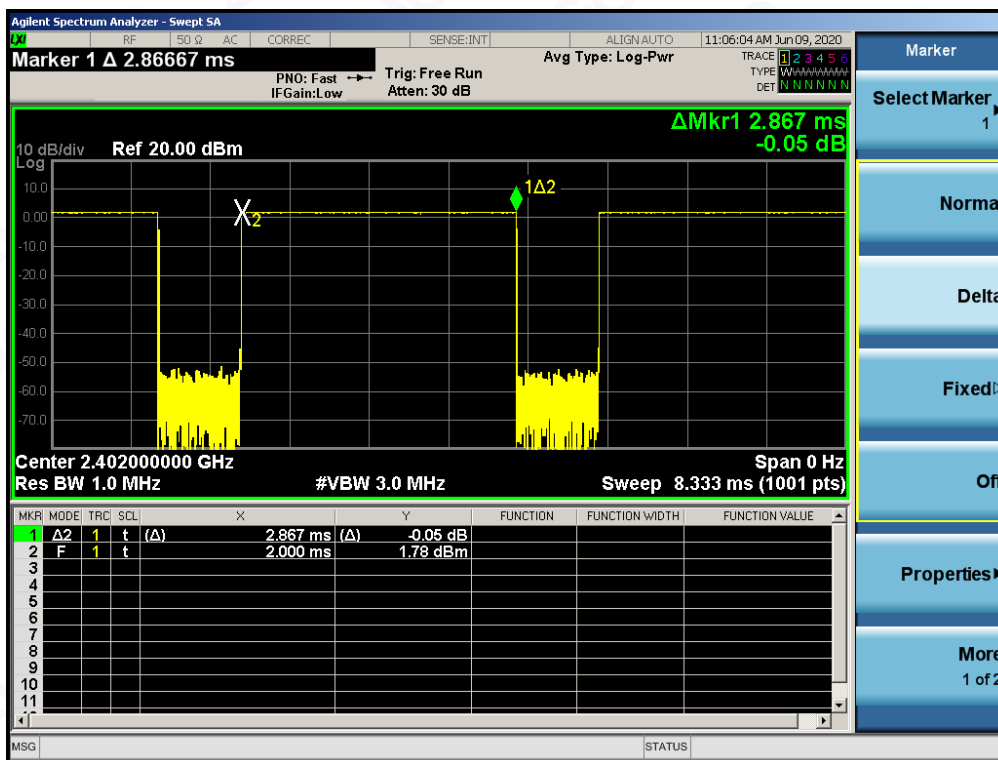 Agilent Spectrum Analyzer - Swept SA
LXI RF 50 Ω AC CORREC SENSE:INT ALIGN AUTO 11:06:04 AM Jun 09, 2020
Marker 1 Δ 2.86667 ms
PNO: Fast
IFGain:Low
Trig: Free Run
Atten: 30 dB
Avg Type: Log-Pwr
TRACE 1 2 3 4 5 6
TYPE WWWWWW
DET N N N N N N
ΔMkr1 2.867 ms
-0.05 dB
10 dB/div Ref 20.00 dBm
Log
10.0
0.00
-10.0
-20.0
-30.0
-40.0
-50.0
-60.0
-70.0
X2
1Δ2
Center 2.402000000 GHz Span 0 Hz
Res BW 1.0 MHz #VBW 3.0 MHz Sweep 8.333 ms (1001 pts)
MKR MODE TRC SCL X Y FUNCTION FUNCTION WIDTH FUNCTION VALUE
1 Δ2 1 t (Δ) 2.867 ms (Δ) -0.05 dB
2 F 1 t 2.000 ms 1.78 dBm
3
4
5
6
7
8
9
10
11
MSG STATUS
Marker
Select Marker
1
Norma
Delta
Fixed
Off
Properties
More
1 of 2